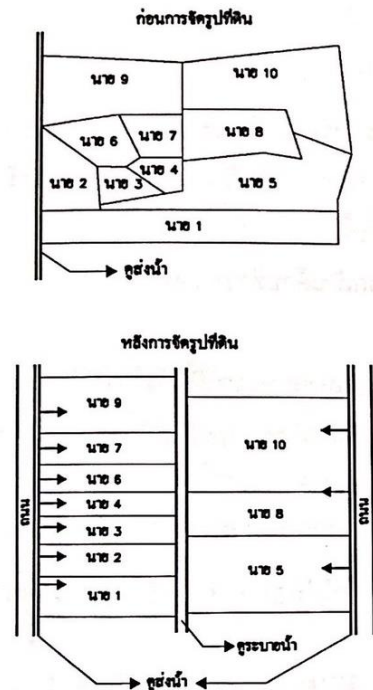 ก่อนการจัดรูปที่ดิน
นาย 9
นาย 10
นาย 6
นาย 7
นาย 8
นาย 2
นาย 3
นาย 4
นาย 5
นาย 1
คูส่งน้ำ
หลังการจัดรูปที่ดิน
นาย 9
นาย 7
นาย 10
นาย 6
นาย 4
ถนน
นาย 8
ถนน
นาย 3
นาย 2
นาย 5
นาย 1
คูระบายน้ำ
คูส่งน้ำ